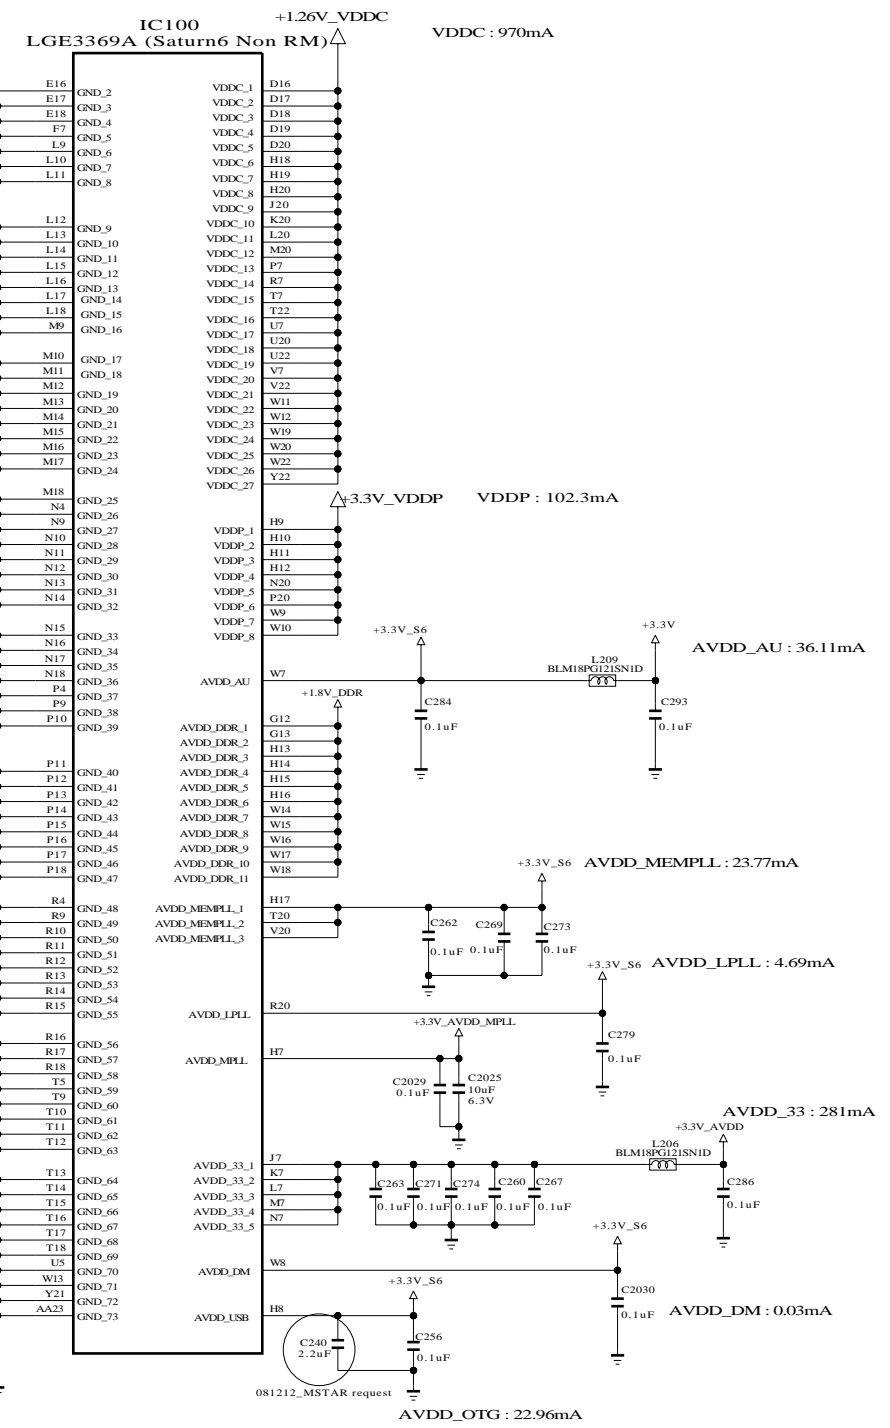 IC100
LGE3369A (Saturn6 Non RM)
+1.26V_VDDC
VDDC : 970mA
E16 GND_2 VDDC_1 D16
E17 GND_3 VDDC_2 D17
E18 GND_4 VDDC_3 D18
F7 GND_5 VDDC_4 D19
L9 GND_6 VDDC_5 D20
L10 GND_7 VDDC_6 H18
L11 GND_8 VDDC_7 H19
VDDC_8 H20
VDDC_9 J20
L12 GND_9 VDDC_10 K20
L13 GND_10 VDDC_11 L20
L14 GND_11 VDDC_12 M20
L15 GND_12 VDDC_13 P7
L16 GND_13 VDDC_14 R7
L17 GND_14 VDDC_15 T7
L18 GND_15 VDDC_16 T22
M9 GND_16 VDDC_17 U7
VDDC_18 U20
M10 GND_17 VDDC_19 U22
M11 GND_18 VDDC_20 V7
M12 GND_19 VDDC_21 V22
M13 GND_20 VDDC_22 W11
M14 GND_21 VDDC_23 W12
M15 GND_22 VDDC_24 W19
M16 GND_23 VDDC_25 W20
M17 GND_24 VDDC_26 W22
VDDC_27 Y22
M18 GND_25
+3.3V_VDDP VDDP : 102.3mA
N4 GND_26
N9 GND_27 VDDP_1 H9
N10 GND_28 VDDP_2 H10
N11 GND_29 VDDP_3 H11
N12 GND_30 VDDP_4 H12
N13 GND_31 VDDP_5 N20
N14 GND_32 VDDP_6 P20
VDDP_7 W9
N15 GND_33 VDDP_8 W10
N16 GND_34
N17 GND_35
N18 GND_36 AVDD_AU W7
P4 GND_37
P9 GND_38
P10 GND_39
+3.3V_S6
L209
BLM18PG121SN1D
+3.3V
AVDD_AU : 36.11mA
C284
0.1uF
C293
0.1uF
+1.8V_DDR
AVDD_DDR_1 G12
AVDD_DDR_2 G13
AVDD_DDR_3 H13
P11 GND_40 AVDD_DDR_4 H14
P12 GND_41 AVDD_DDR_5 H15
P13 GND_42 AVDD_DDR_6 H16
P14 GND_43 AVDD_DDR_7 W14
P15 GND_44 AVDD_DDR_8 W15
P16 GND_45 AVDD_DDR_9 W16
P17 GND_46 AVDD_DDR_10 W17
P18 GND_47 AVDD_DDR_11 W18
+3.3V_S6 AVDD_MEMPLL : 23.77mA
R4 GND_48 AVDD_MEMPLL_1 H17
R9 GND_49 AVDD_MEMPLL_2 T20
R10 GND_50 AVDD_MEMPLL_3 V20
R11 GND_51
R12 GND_52
R13 GND_53
R14 GND_54
R15 GND_55 AVDD_LPLL R20
C262
0.1uF
C269
0.1uF
C273
0.1uF
+3.3V_S6 AVDD_LPLL : 4.69mA
C279
0.1uF
+3.3V_AVDD_MPLL
R16 GND_56
R17 GND_57 AVDD_MPLL H7
R18 GND_58
T5 GND_59
T9 GND_60
T10 GND_61
T11 GND_62
T12 GND_63
C2029
0.1uF
C2025
10uF
6.3V
AVDD_33 : 281mA
+3.3V_AVDD
L206
BLM18PG121SN1D
AVDD_33_1 J7
T13 GND_64 AVDD_33_2 K7
T14 GND_65 AVDD_33_3 L7
T15 GND_66 AVDD_33_4 M7
T16 GND_67 AVDD_33_5 N7
T17 GND_68
T18 GND_69
U5 GND_70 AVDD_DM W8
W13 GND_71
Y21 GND_72
AA23 GND_73 AVDD_USB H8
C263
0.1uF
C271
0.1uF
C274
0.1uF
C260
0.1uF
C267
0.1uF
C286
0.1uF
+3.3V_S6
C2030
0.1uF
AVDD_DM : 0.03mA
+3.3V_S6
C240
2.2uF
C256
0.1uF
081212_MSTAR request
AVDD_OTG : 22.96mA